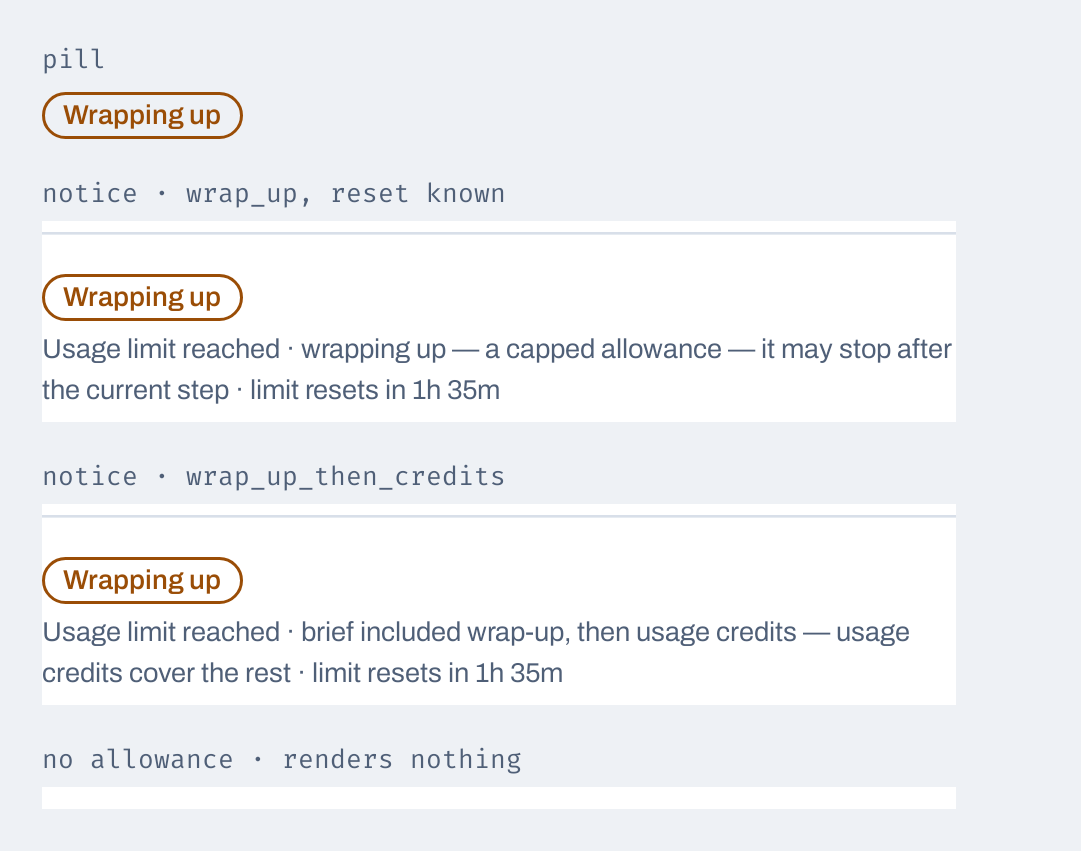 pill
Wrapping up
notice · wrap_up, reset known
Wrapping up
Usage limit reached · wrapping up — a capped allowance — it may stop after
the current step · limit resets in 1h 35m
notice · wrap_up_then_credits
Wrapping up
Usage limit reached · brief included wrap-up, then usage credits — usage
credits cover the rest · limit resets in 1h 35m
no allowance · renders nothing